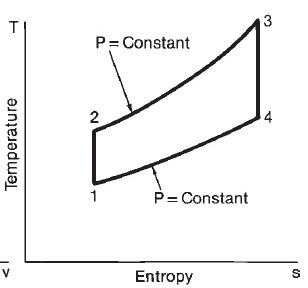 T
3
P = Constant
2
4
1
P = Constant
Temperature
v
Entropy
s